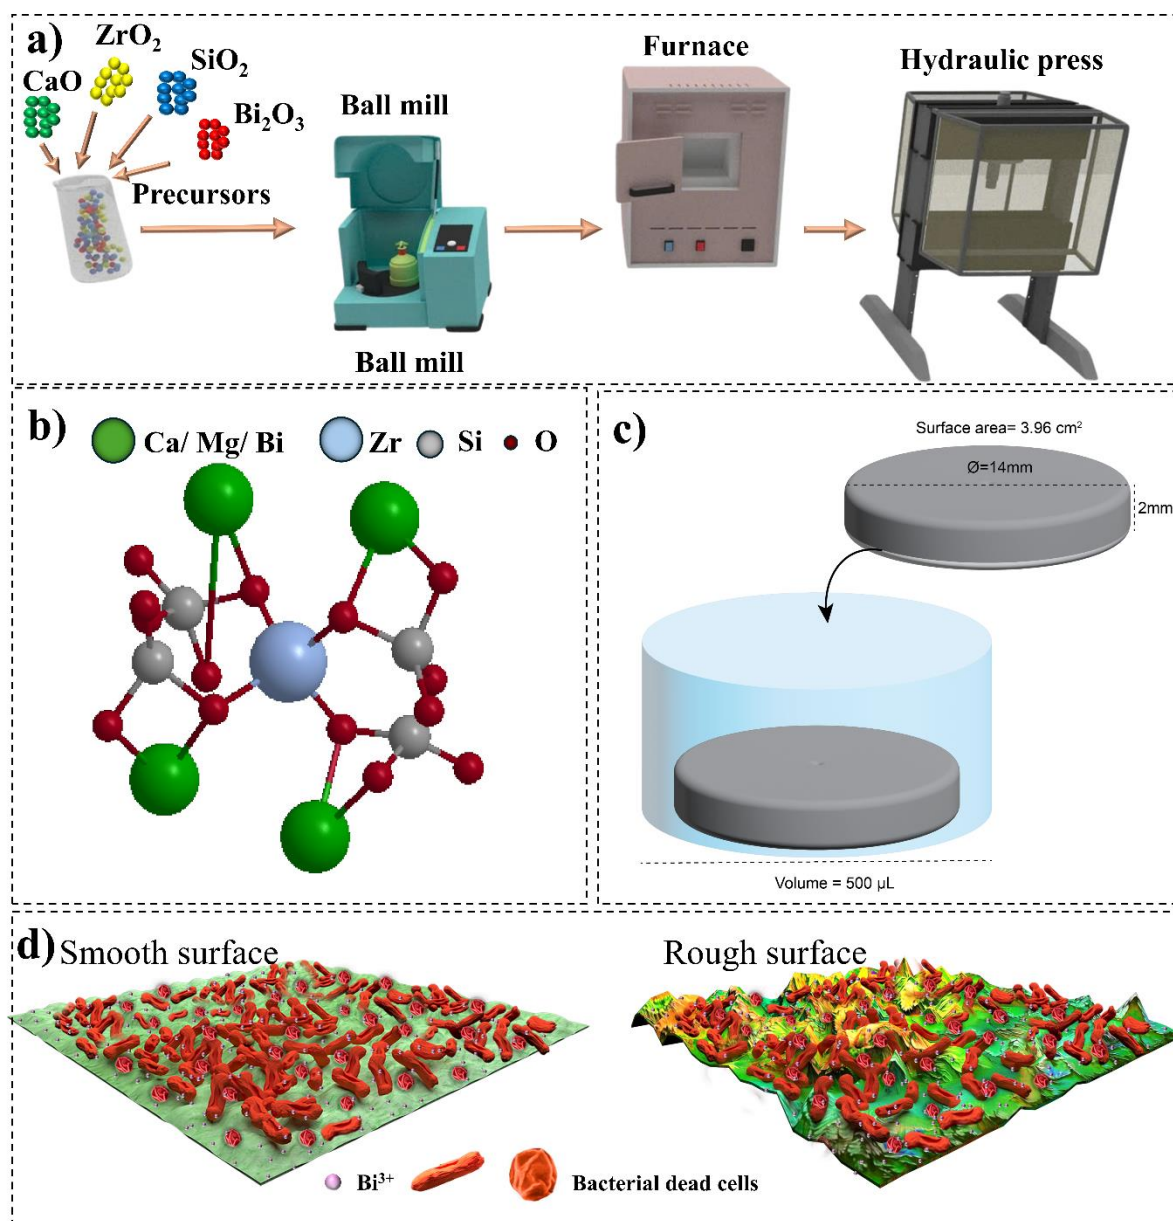 a)
ZrO₂
CaO
SiO₂
Bi₂O₃
Precursors
Ball mill
Ball mill
Furnace
Hydraulic press
b)
Ca/ Mg/ Bi
Zr
Si
O
c)
Surface area= 3.96 cm²
Ø=14mm
2mm
Volume = 500 µL
d)
Smooth surface
Rough surface
Bi³⁺
Bacterial dead cells